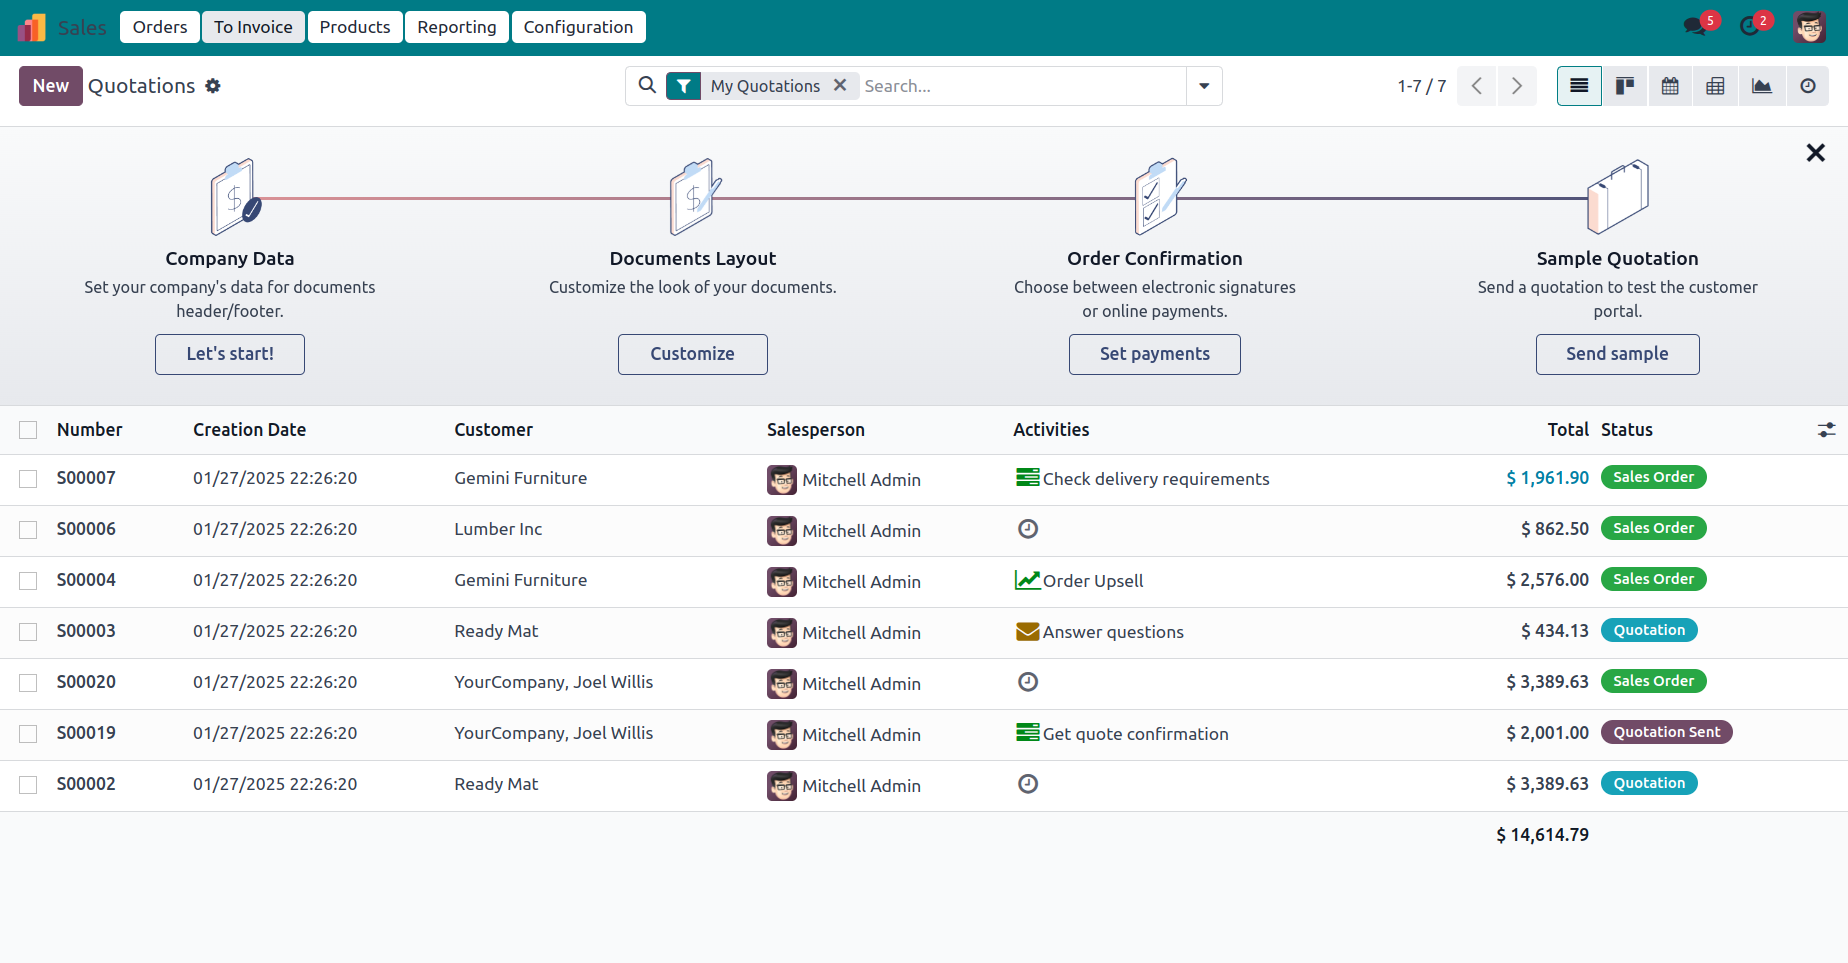 Sales Orders To Invoice Products Reporting Configuration 5 2
New Quotations My Quotations Search... 1-7 / 7
Company Data
Set your company's data for documents
header/footer.
Let's start!
Documents Layout
Customize the look of your documents.
Customize
Order Confirmation
Choose between electronic signatures
or online payments.
Set payments
Sample Quotation
Send a quotation to test the customer
portal.
Send sample
Number Creation Date Customer Salesperson Activities Total Status
S00007 01/27/2025 22:26:20 Gemini Furniture Mitchell Admin Check delivery requirements $ 1,961.90 Sales Order
S00006 01/27/2025 22:26:20 Lumber Inc Mitchell Admin $ 862.50 Sales Order
S00004 01/27/2025 22:26:20 Gemini Furniture Mitchell Admin Order Upsell $ 2,576.00 Sales Order
S00003 01/27/2025 22:26:20 Ready Mat Mitchell Admin Answer questions $ 434.13 Quotation
S00020 01/27/2025 22:26:20 YourCompany, Joel Willis Mitchell Admin $ 3,389.63 Sales Order
S00019 01/27/2025 22:26:20 YourCompany, Joel Willis Mitchell Admin Get quote confirmation $ 2,001.00 Quotation Sent
S00002 01/27/2025 22:26:20 Ready Mat Mitchell Admin $ 3,389.63 Quotation
$ 14,614.79